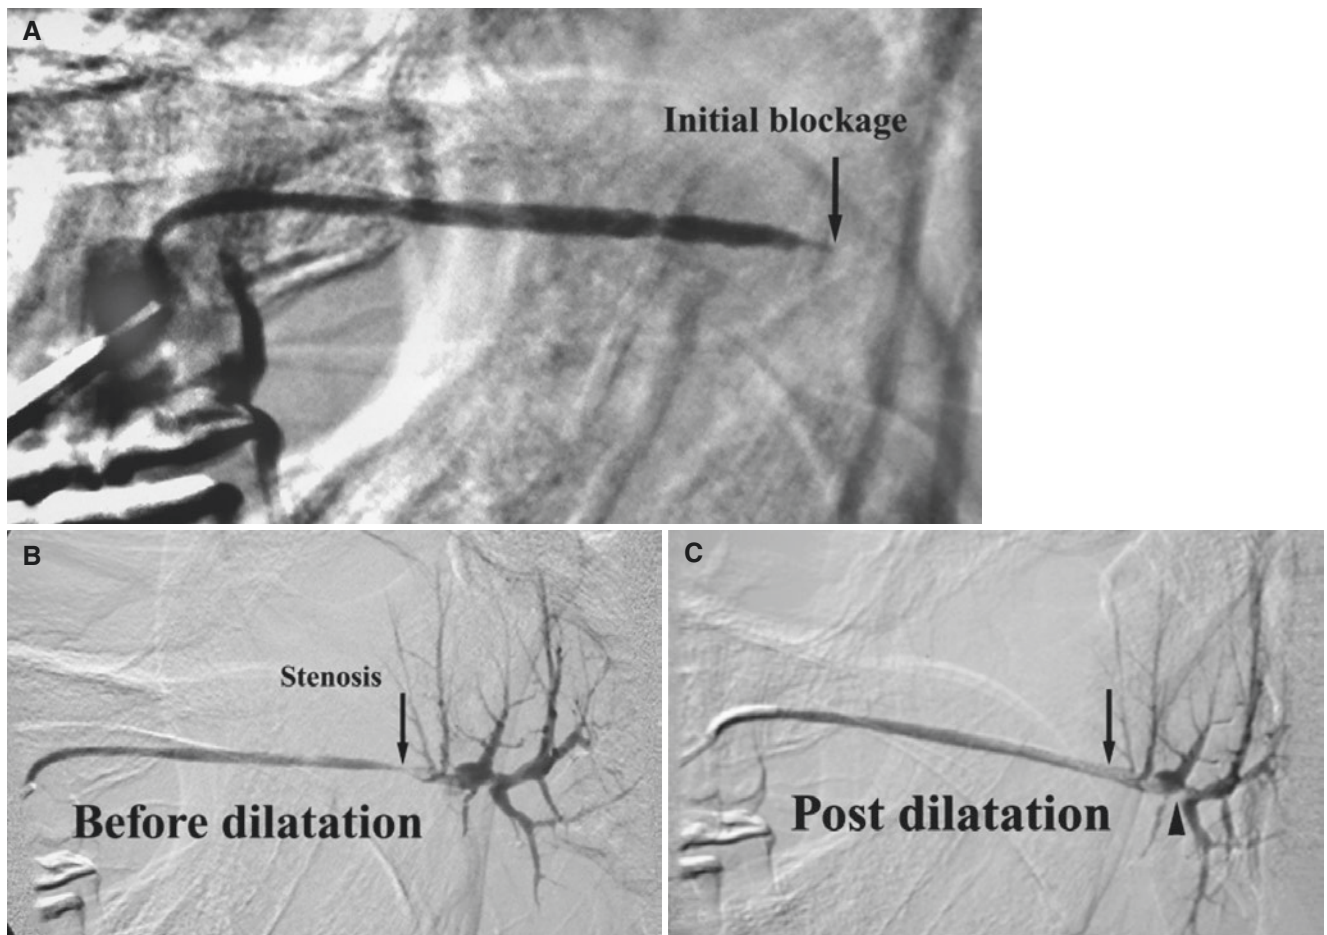 A
Initial blockage
B
Stenosis
Before dilatation
C
Post dilatation